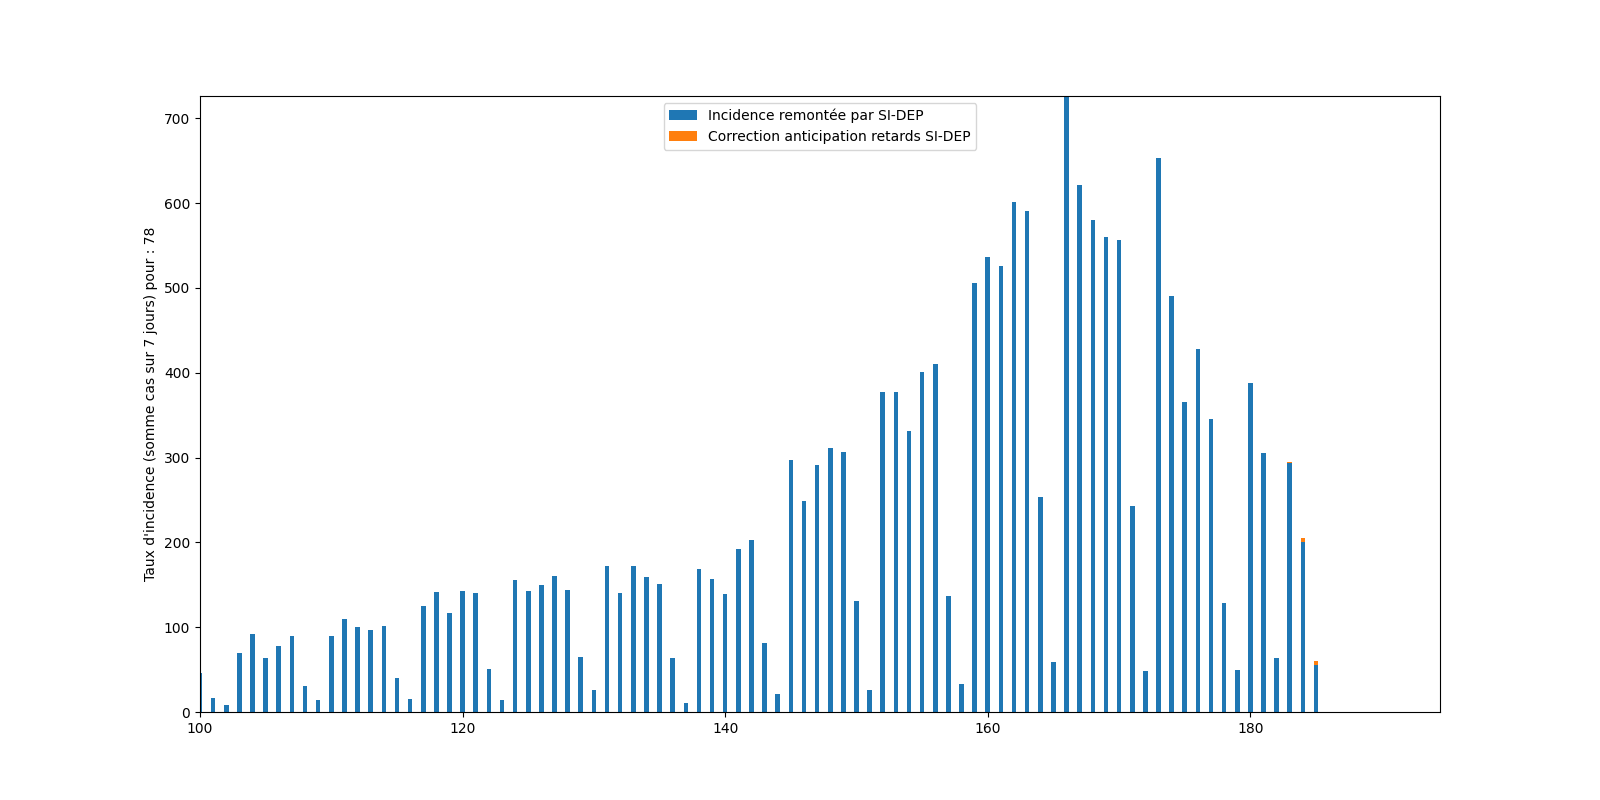 Incidence remontée par SI-DEP
Correction anticipation retards SI-DEP
Taux d'incidence (somme cas sur 7 jours) pour : 78
700
600
500
400
300
200
100
0
100 120 140 160 180